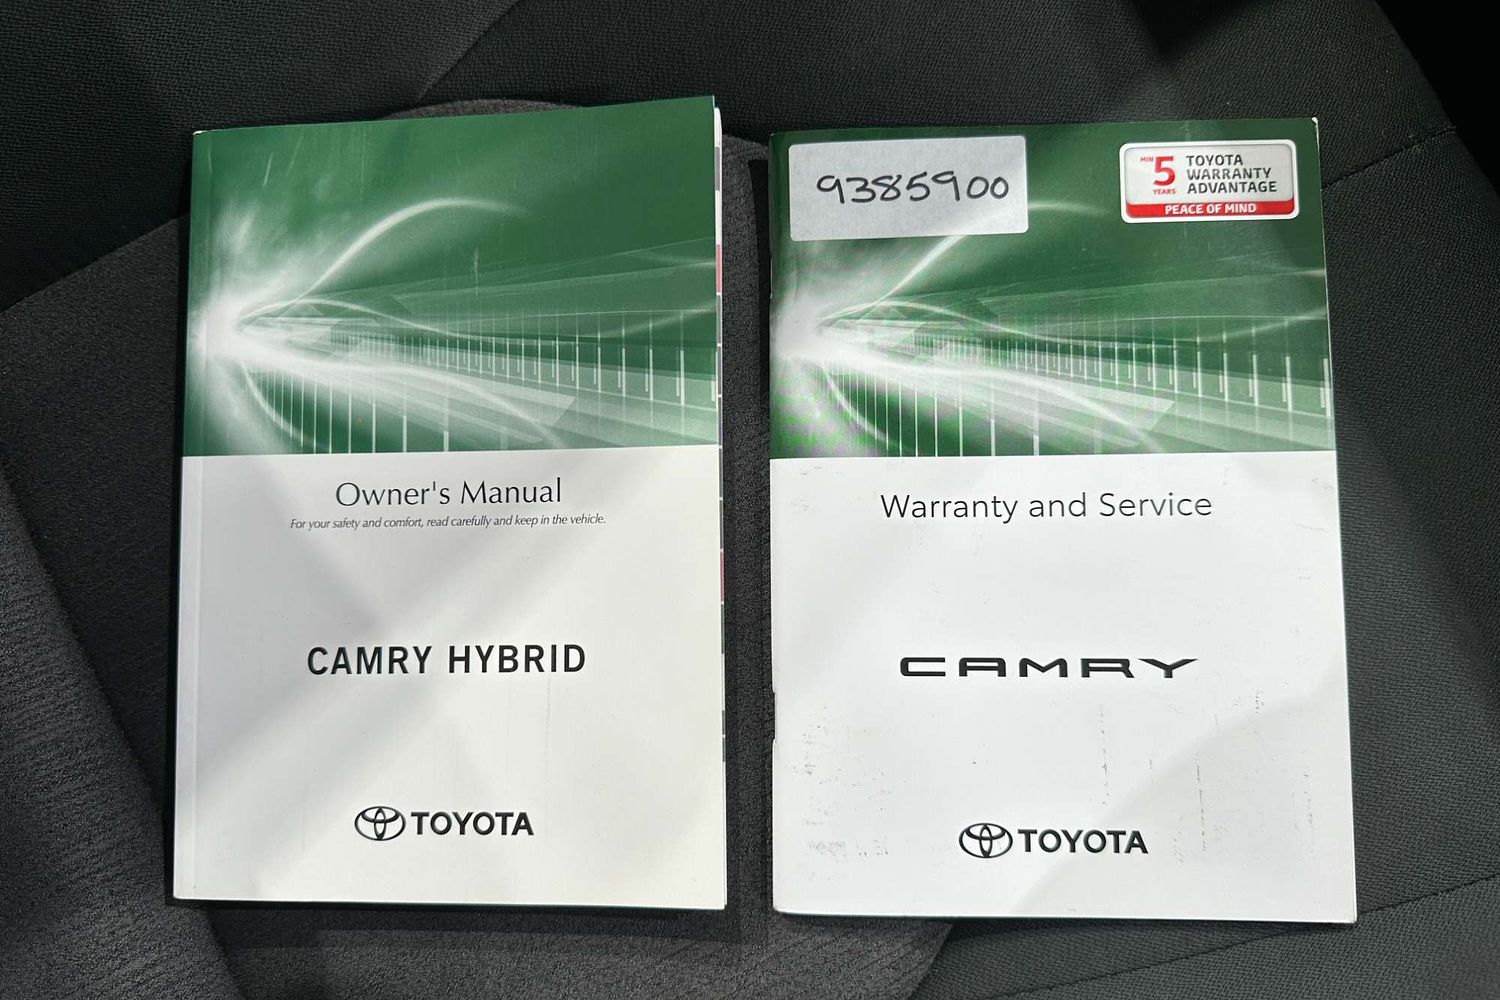 Owner's Manual
For your safety and comfort, read carefully and keep in the vehicle.
CAMRY HYBRID
TOYOTA
9385900
MIN 5 YEARS
TOYOTA
WARRANTY
ADVANTAGE
PEACE OF MIND
Warranty and Service
CAMRY
TOYOTA